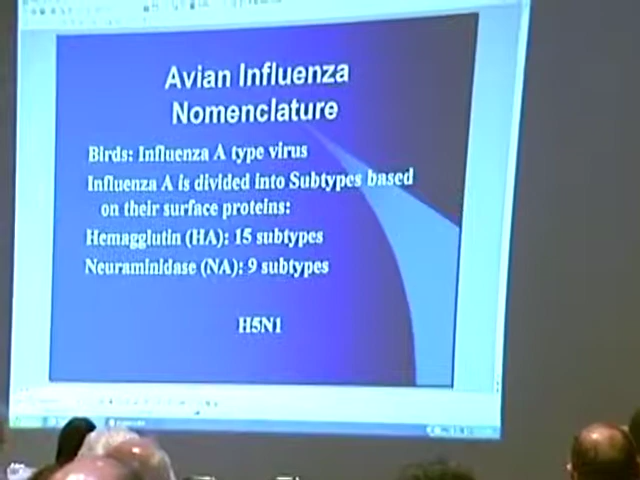 Avian Influenza
Nomenclature
Birds: Influenza A type virus
Influenza A is divided into Subtypes based
on their surface proteins:
Hemagglutin (HA): 15 subtypes
Neuraminidase (NA): 9 subtypes
H5N1